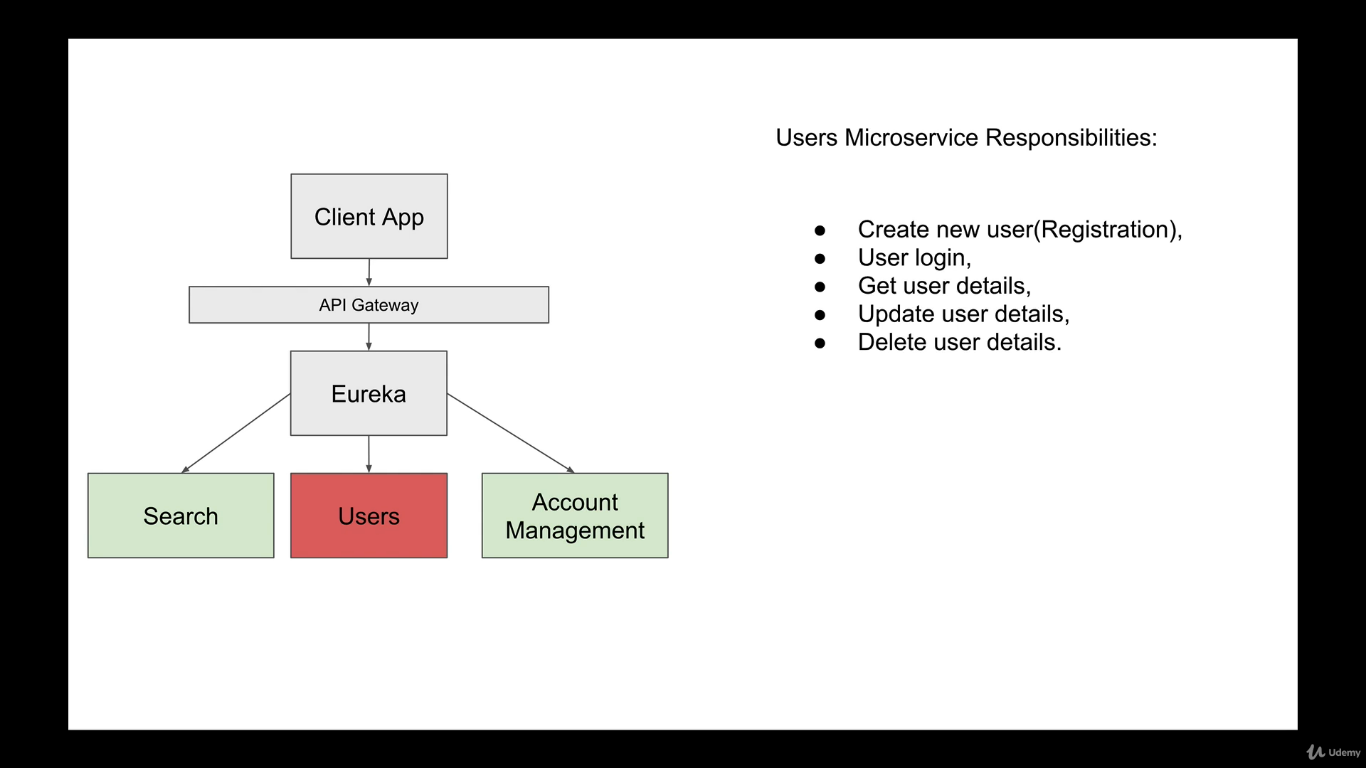 Users Microservice Responsibilities:
Client App
API Gateway
Eureka
Search
Users
Account
Management
● Create new user(Registration),
● User login,
● Get user details,
● Update user details,
● Delete user details.
Udemy